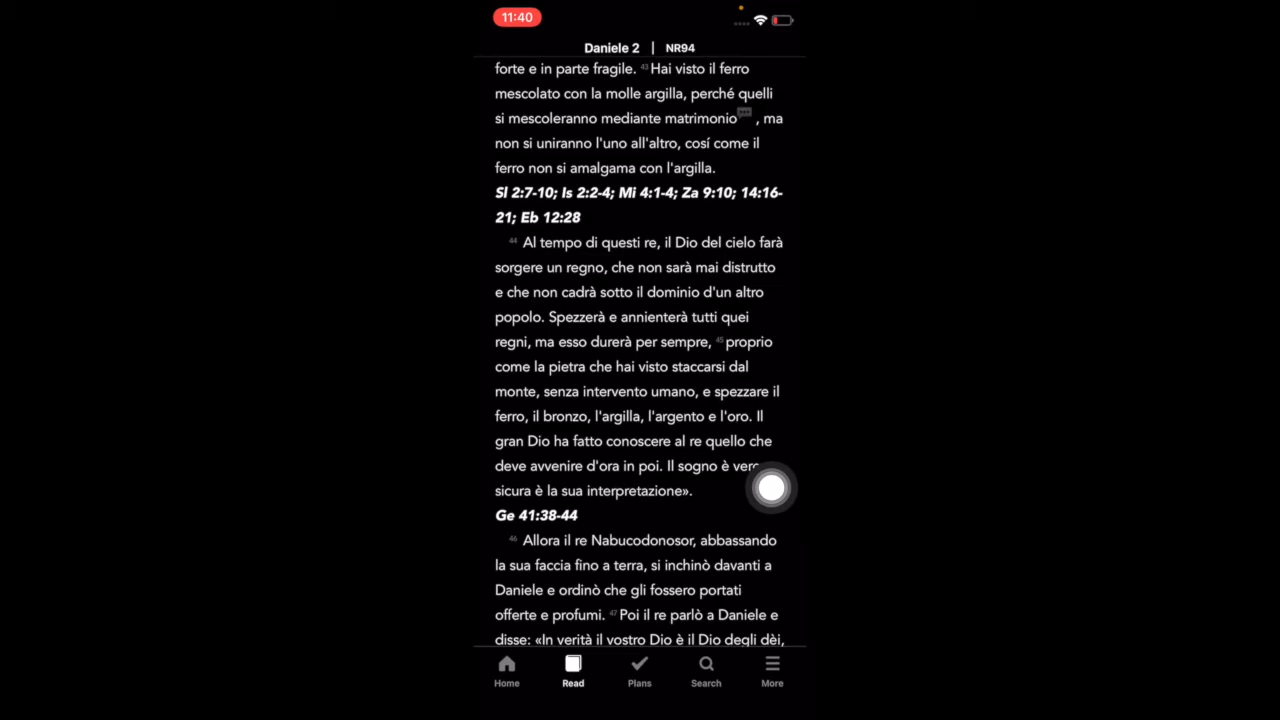 11:40
Daniele 2 | NR94
forte e in parte fragile. 43 Hai visto il ferro
mescolato con la molle argilla, perché quelli
si mescoleranno mediante matrimonio , ma
non si uniranno l'uno all'altro, cosí come il
ferro non si amalgama con l'argilla.
Sl 2:7-10; Is 2:2-4; Mi 4:1-4; Za 9:10; 14:16-
21; Eb 12:28
44 Al tempo di questi re, il Dio del cielo farà
sorgere un regno, che non sarà mai distrutto
e che non cadrà sotto il dominio d'un altro
popolo. Spezzerà e annienterà tutti quei
regni, ma esso durerà per sempre, 45 proprio
come la pietra che hai visto staccarsi dal
monte, senza intervento umano, e spezzare il
ferro, il bronzo, l'argilla, l'argento e l'oro. Il
gran Dio ha fatto conoscere al re quello che
deve avvenire d'ora in poi. Il sogno è vero
sicura è la sua interpretazione».
Ge 41:38-44
46 Allora il re Nabucodonosor, abbassando
la sua faccia fino a terra, si inchinò davanti a
Daniele e ordinò che gli fossero portati
offerte e profumi. 47 Poi il re parlò a Daniele e
disse: «In verità il vostro Dio è il Dio degli dèi,
Home Read Plans Search More